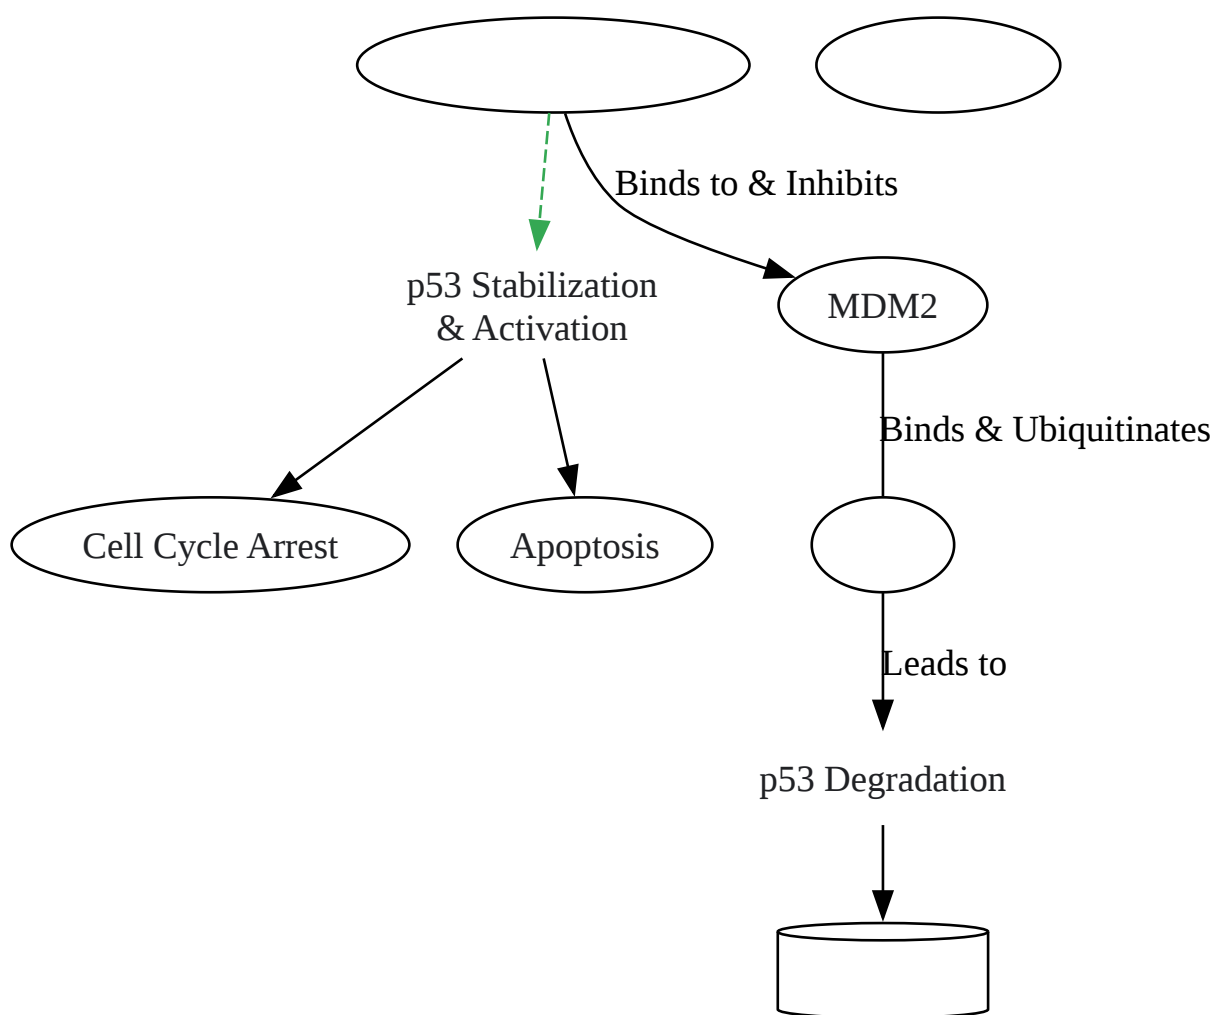 Binds to & Inhibits
p53 Stabilization
& Activation
MDM2
Binds & Ubiquitinates
Cell Cycle Arrest
Apoptosis
Leads to
p53 Degradation